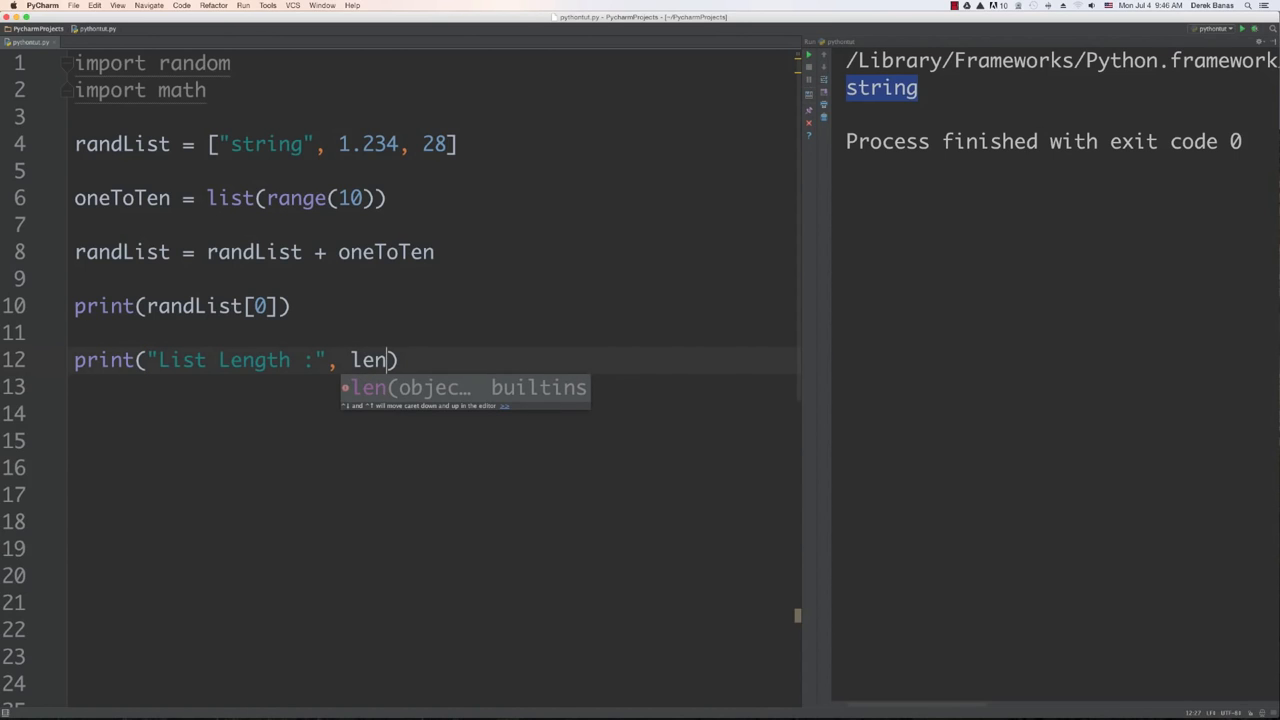 PyCharm File Edit View Navigate Code Refactor Run Tools VCS Window Help 10 Mon Jul 4 9:46 AM Derek Banas
pythontut.py - PycharmProjects - [~/PycharmProjects]
PycharmProjects pythontut.py pythontut
pythontut.py Run pythontut
1 import random
2 import math
3
4 randList = ["string", 1.234, 28]
5
6 oneToTen = list(range(10))
7
8 randList = randList + oneToTen
9
10 print(randList[0])
11
12 print("List Length :", len)
len(objec… builtins
^↓ and ^↑ will move caret down and up in the editor >>
13
14
15
16
17
18
19
20
21
22
23
24
25
/Library/Frameworks/Python.framework
string
Process finished with exit code 0
12:27 LF≑ UTF-8≑